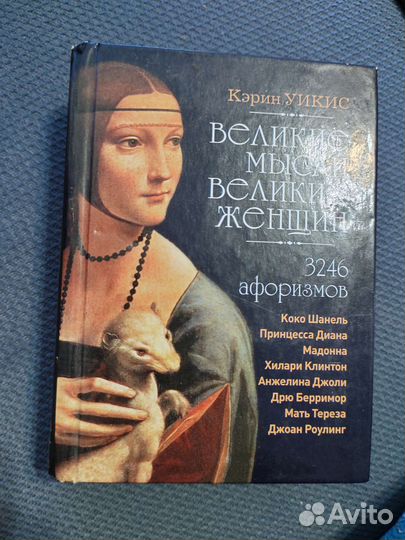 Кэрин УИКИС
ВЕЛИКИЕ
МЫСЛИ
ВЕЛИКИХ
ЖЕНЩИН
3246
афоризмов
Коко Шанель
Принцесса Диана
Мадонна
Хилари Клинтон
Анжелина Джоли
Дрю Берримор
Мать Тереза
Джоан Роулинг
Avito